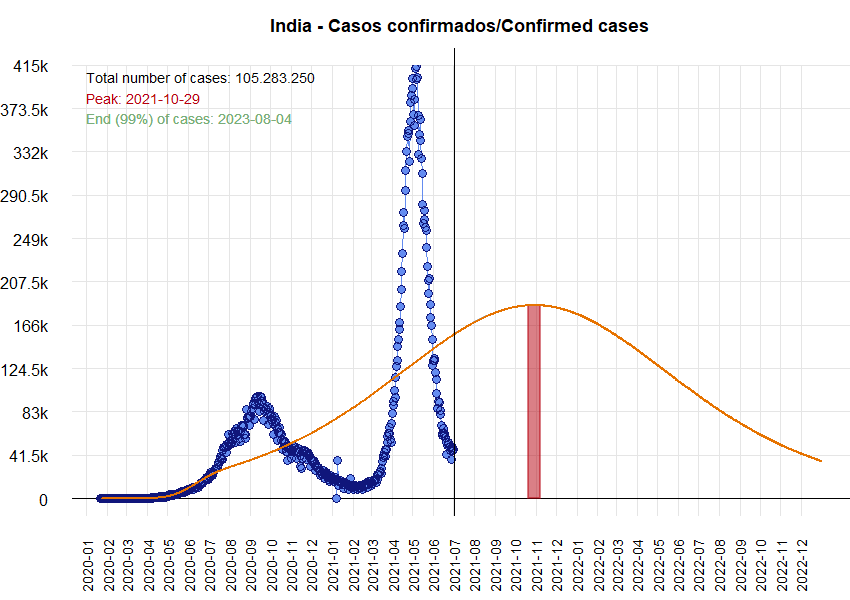 India - Casos confirmados/Confirmed cases
Total number of cases: 105.283.250
Peak: 2021-10-29
End (99%) of cases: 2023-08-04
415k
373.5k
332k
290.5k
249k
207.5k
166k
124.5k
83k
41.5k
0
2020-01
2020-02
2020-03
2020-04
2020-05
2020-06
2020-07
2020-08
2020-09
2020-10
2020-11
2020-12
2021-01
2021-02
2021-03
2021-04
2021-05
2021-06
2021-07
2021-08
2021-09
2021-10
2021-11
2021-12
2022-01
2022-02
2022-03
2022-04
2022-05
2022-06
2022-07
2022-08
2022-09
2022-10
2022-11
2022-12